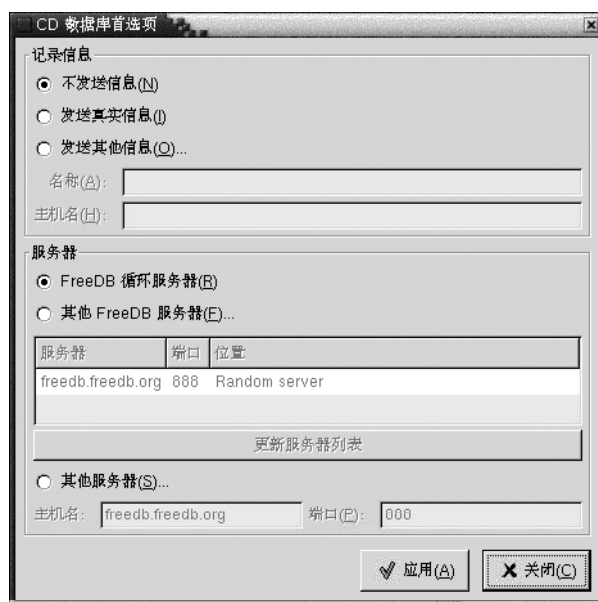 CD 数据库首选项
记录信息
不发送信息(N)
发送真实信息(I)
发送其他信息(O)...
名称(A):
主机名(H):
服务器
FreeDB 循环服务器(R)
其他 FreeDB 服务器(F)...
服务器 端口 位置
freedb.freedb.org 888 Random server
更新服务器列表
其他服务器(S)...
主机名: freedb.freedb.org 端口(P): 000
应用(A) 关闭(C)